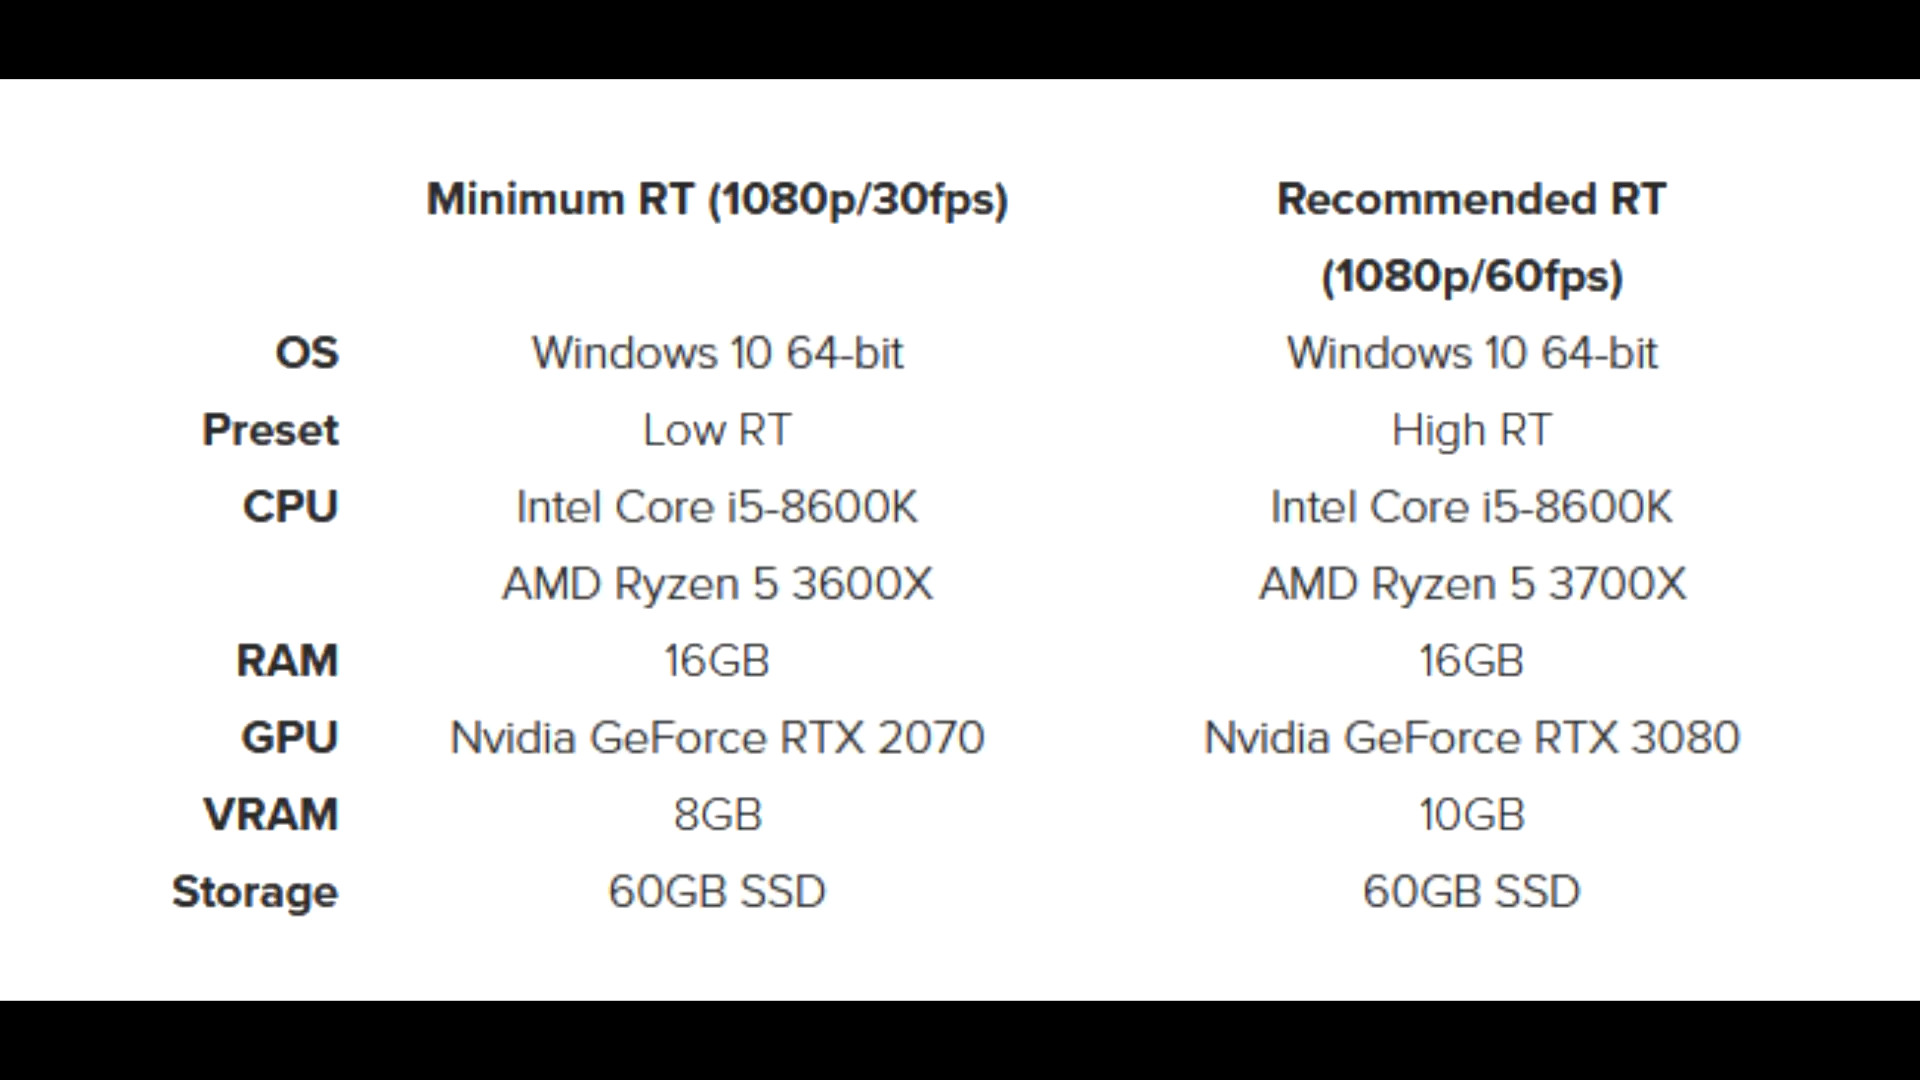 Minimum RT (1080p/30fps) Recommended RT
(1080p/60fps)
OS Windows 10 64-bit Windows 10 64-bit
Preset Low RT High RT
CPU Intel Core i5-8600K Intel Core i5-8600K
AMD Ryzen 5 3600X AMD Ryzen 5 3700X
RAM 16GB 16GB
GPU Nvidia GeForce RTX 2070 Nvidia GeForce RTX 3080
VRAM 8GB 10GB
Storage 60GB SSD 60GB SSD